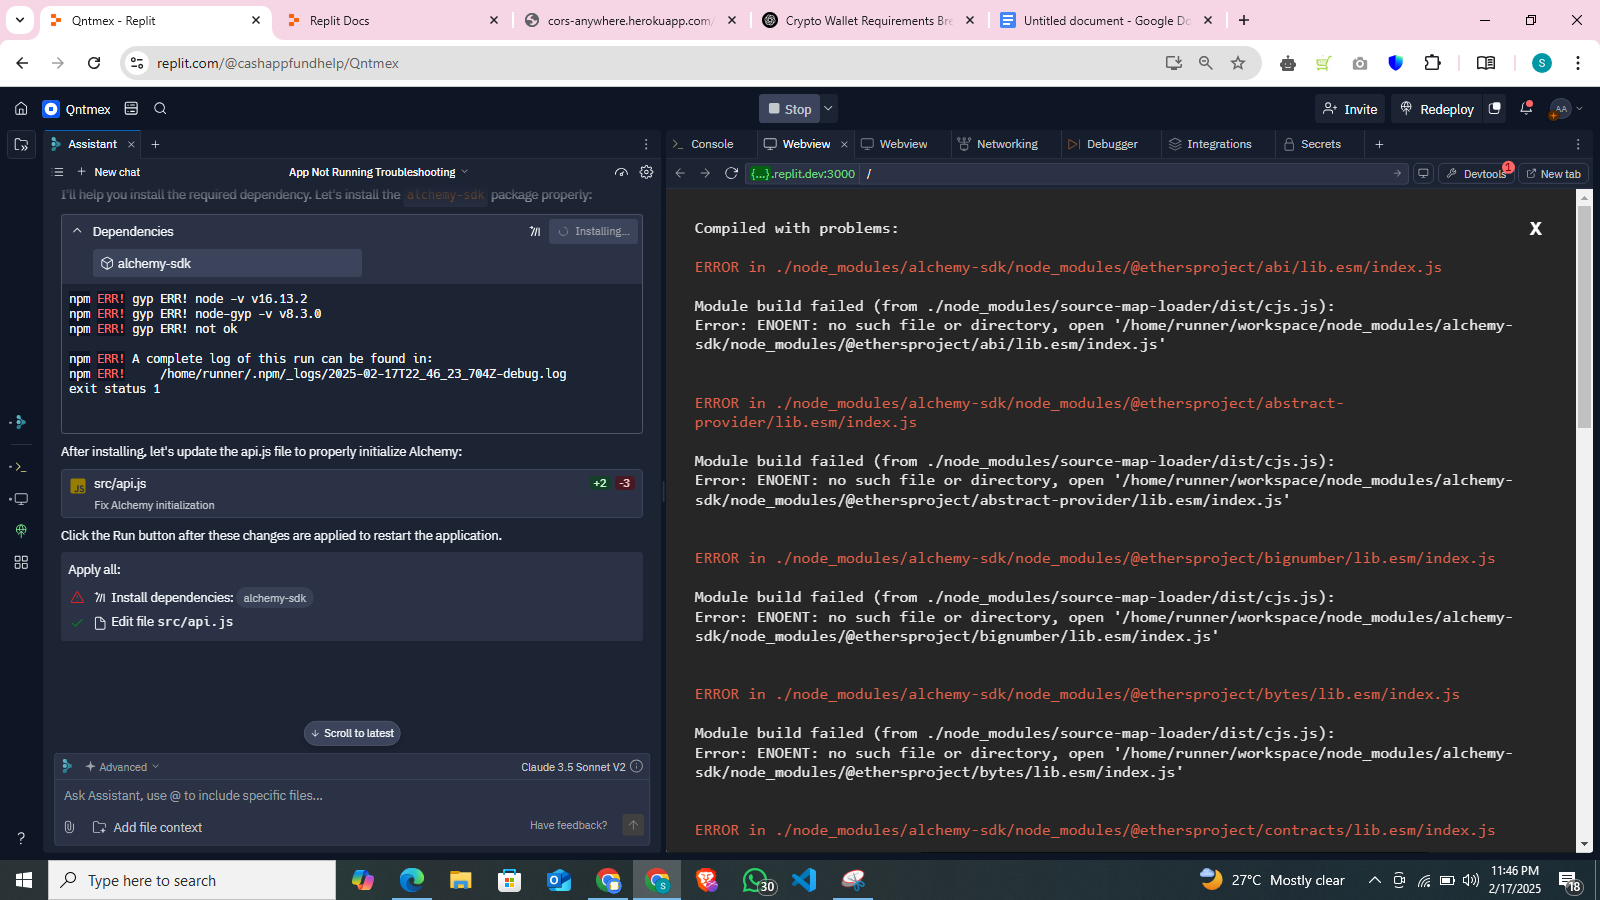 Qntmex - Replit
Replit Docs
cors-anywhere.herokuapp.com/
Crypto Wallet Requirements Bre
Untitled document - Google Do
replit.com/@cashappfundhelp/Qntmex
S
Qntmex
Stop
Invite
Redeploy
AA
Assistant
Console
Webview
Webview
Networking
Debugger
Integrations
Secrets
New chat
App Not Running Troubleshooting
{...}.replit.dev:3000
/
Devtools
1
New tab
I'll help you install the required dependency. Let's install the alchemy-sdk package properly:
Dependencies
Installing...
alchemy-sdk
npm ERR! gyp ERR! node -v v16.13.2
npm ERR! gyp ERR! node-gyp -v v8.3.0
npm ERR! gyp ERR! not ok
npm ERR! A complete log of this run can be found in:
npm ERR!     /home/runner/.npm/_logs/2025-02-17T22_46_23_704Z-debug.log
exit status 1
After installing, let's update the api.js file to properly initialize Alchemy:
JS
src/api.js
+2 -3
Fix Alchemy initialization
Click the Run button after these changes are applied to restart the application.
Apply all:
Install dependencies: alchemy-sdk
Edit file src/api.js
Scroll to latest
Advanced
Claude 3.5 Sonnet V2
Ask Assistant, use @ to include specific files...
Add file context
Have feedback?
Compiled with problems:
X
ERROR in ./node_modules/alchemy-sdk/node_modules/@ethersproject/abi/lib.esm/index.js
Module build failed (from ./node_modules/source-map-loader/dist/cjs.js):
Error: ENOENT: no such file or directory, open '/home/runner/workspace/node_modules/alchemy-
sdk/node_modules/@ethersproject/abi/lib.esm/index.js'
ERROR in ./node_modules/alchemy-sdk/node_modules/@ethersproject/abstract-
provider/lib.esm/index.js
Module build failed (from ./node_modules/source-map-loader/dist/cjs.js):
Error: ENOENT: no such file or directory, open '/home/runner/workspace/node_modules/alchemy-
sdk/node_modules/@ethersproject/abstract-provider/lib.esm/index.js'
ERROR in ./node_modules/alchemy-sdk/node_modules/@ethersproject/bignumber/lib.esm/index.js
Module build failed (from ./node_modules/source-map-loader/dist/cjs.js):
Error: ENOENT: no such file or directory, open '/home/runner/workspace/node_modules/alchemy-
sdk/node_modules/@ethersproject/bignumber/lib.esm/index.js'
ERROR in ./node_modules/alchemy-sdk/node_modules/@ethersproject/bytes/lib.esm/index.js
Module build failed (from ./node_modules/source-map-loader/dist/cjs.js):
Error: ENOENT: no such file or directory, open '/home/runner/workspace/node_modules/alchemy-
sdk/node_modules/@ethersproject/bytes/lib.esm/index.js'
ERROR in ./node_modules/alchemy-sdk/node_modules/@ethersproject/contracts/lib.esm/index.js
Type here to search
S
30
27°C Mostly clear
11:46 PM
2/17/2025
18